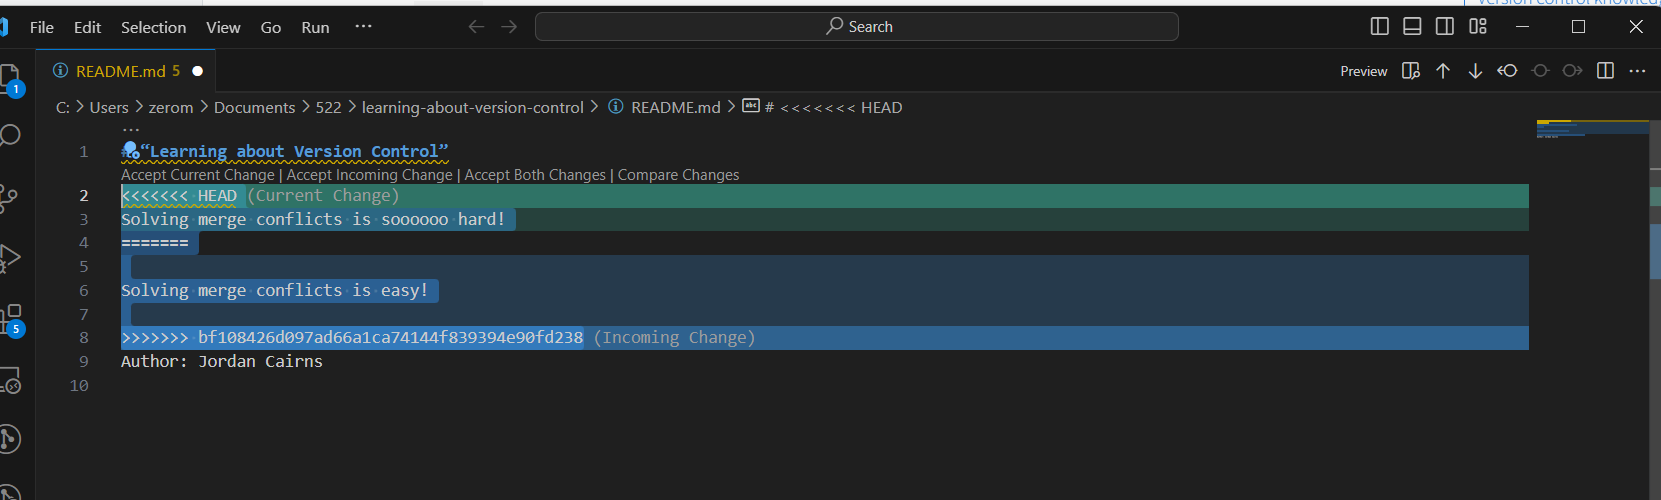 File Edit Selection View Go Run ··· Search
README.md 5 Preview
C: > Users > zerom > Documents > 522 > learning-about-version-control > README.md > # <<<<<<< HEAD
...
1 # “Learning about Version Control”
Accept Current Change | Accept Incoming Change | Accept Both Changes | Compare Changes
2 <<<<<<< HEAD (Current Change)
3 Solving merge conflicts is soooooo hard!
4 =======
5
6 Solving merge conflicts is easy!
7
8 >>>>>>> bf108426d097ad66a1ca74144f839394e90fd238 (Incoming Change)
9 Author: Jordan Cairns
10
1
5